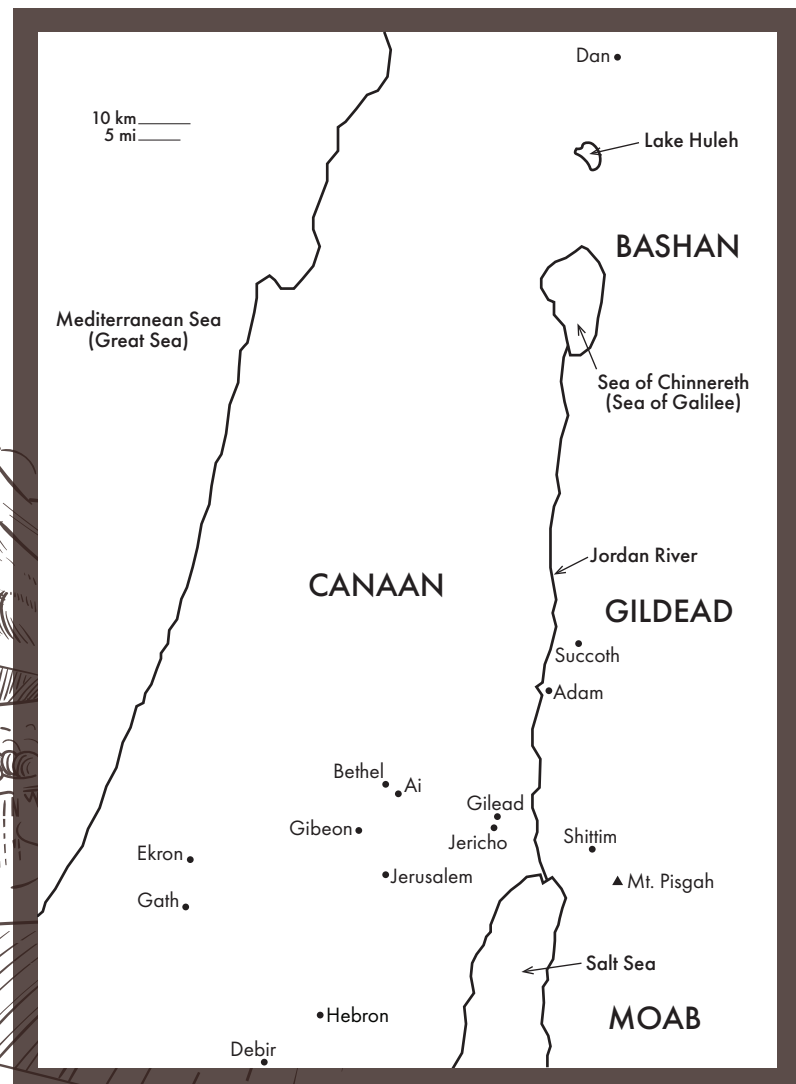 Dan
10 km
5 mi
Lake Huleh
BASHAN
Mediterranean Sea
(Great Sea)
Sea of Chinnereth
(Sea of Galilee)
Jordan River
CANAAN
GILDEAD
Succoth
Adam
Bethel
Ai
Gilead
Gibeon
Jericho
Shittim
Ekron
Jerusalem
Mt. Pisgah
Gath
Salt Sea
Hebron
MOAB
Debir